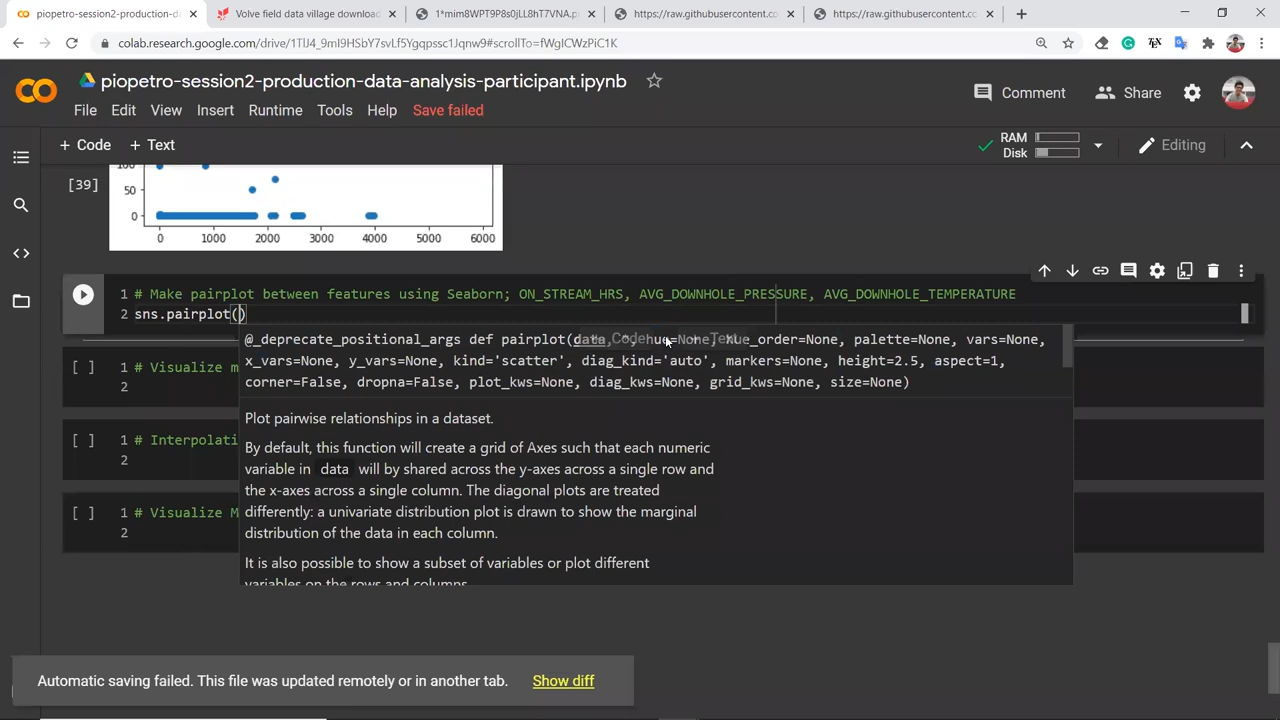 piopetro-session2-production-da
Volve field data village download
1*mim8WPT9P8s0jLL8hT7VNA.p
https://raw.githubusercontent.co
https://raw.githubusercontent.cc
colab.research.google.com/drive/1TlJ4_9mI9HSbY7svLf5Ygqpssc1Jqnw9#scrollTo=fWgICWzPiC1K
piopetro-session2-production-data-analysis-participant.ipynb
Comment
Share
File Edit View Insert Runtime Tools Help Save failed
+ Code + Text
RAM
Disk
Editing
[39]
100
50
0
0 1000 2000 3000 4000 5000 6000
1 # Make pairplot between features using Seaborn; ON_STREAM_HRS, AVG_DOWNHOLE_PRESSURE, AVG_DOWNHOLE_TEMPERATURE
2 sns.pairplot()
@_deprecate_positional_args def pairplot(data, *, hue=None, hue_order=None, palette=None, vars=None,
x_vars=None, y_vars=None, kind='scatter', diag_kind='auto', markers=None, height=2.5, aspect=1,
corner=False, dropna=False, plot_kws=None, diag_kws=None, grid_kws=None, size=None)
Plot pairwise relationships in a dataset.
By default, this function will create a grid of Axes such that each numeric
variable in data will by shared across the y-axes across a single row and
the x-axes across a single column. The diagonal plots are treated
differently: a univariate distribution plot is drawn to show the marginal
distribution of the data in each column.
It is also possible to show a subset of variables or plot different
variables on the rows and columns.
[ ] 1 # Visualize m
2
[ ] 1 # Interpolati
2
[ ] 1 # Visualize M
2
Automatic saving failed. This file was updated remotely or in another tab. Show diff